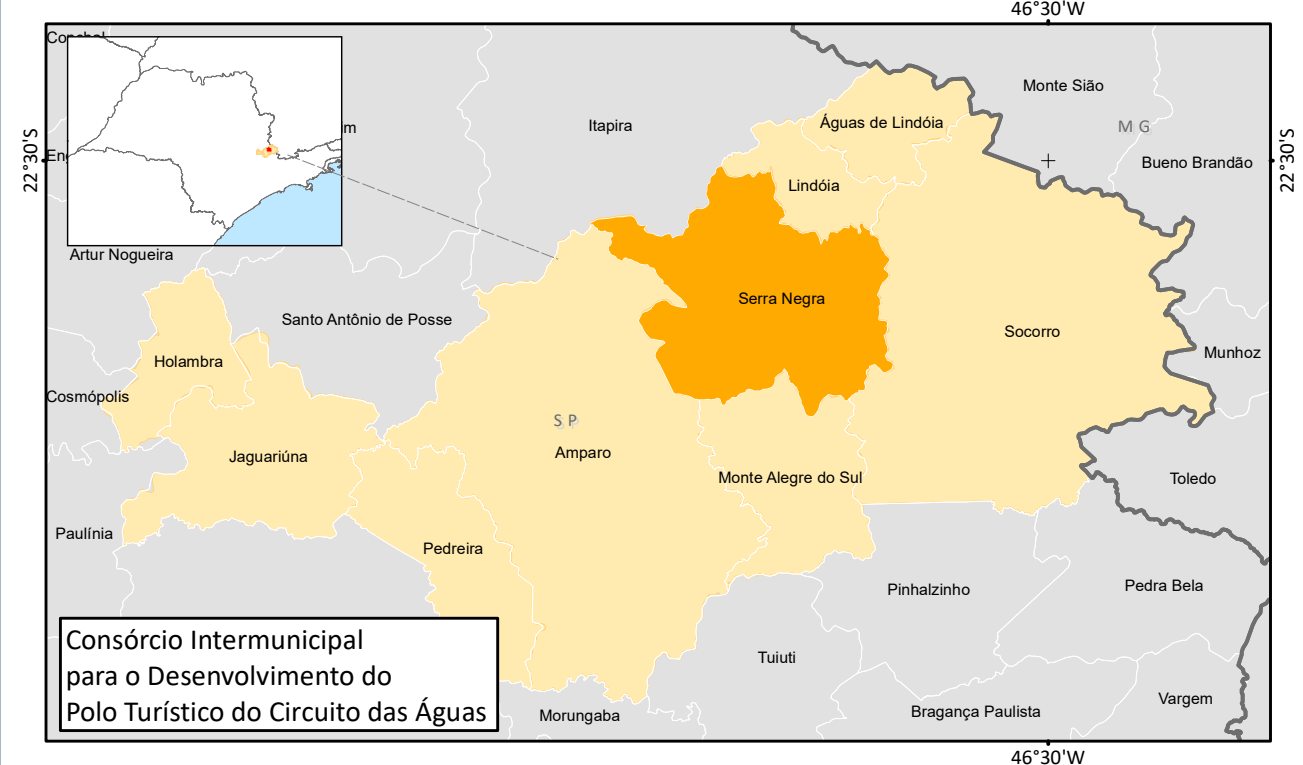 46°30'W
Monte Sião
M G
Águas de Lindóia
Itapira
22°30'S
22°30'S
Bueno Brandão
Lindóia
Artur Nogueira
Serra Negra
Santo Antônio de Posse
Socorro
Munhoz
Holambra
Cosmópolis
S P
Amparo
Jaguariúna
Monte Alegre do Sul
Toledo
Paulínia
Pedreira
Pinhalzinho
Pedra Bela
Consórcio Intermunicipal
para o Desenvolvimento do
Polo Turístico do Circuito das Águas
Tuiuti
Vargem
Morungaba
Bragança Paulista
46°30'W